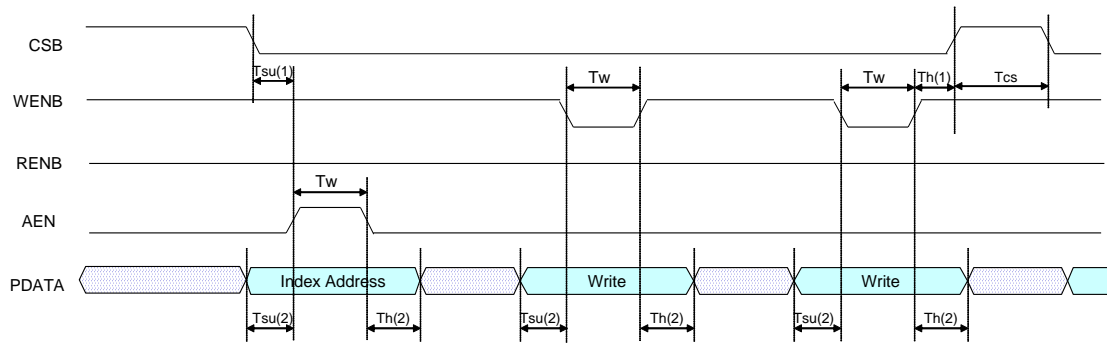 CSB
Tsu(1)
Tw
Tw
Th(1)
Tcs
WENB
RENB
Tw
AEN
PDATA
Index Address
Write
Write
Tsu(2)
Th(2)
Tsu(2)
Th(2)
Tsu(2)
Th(2)